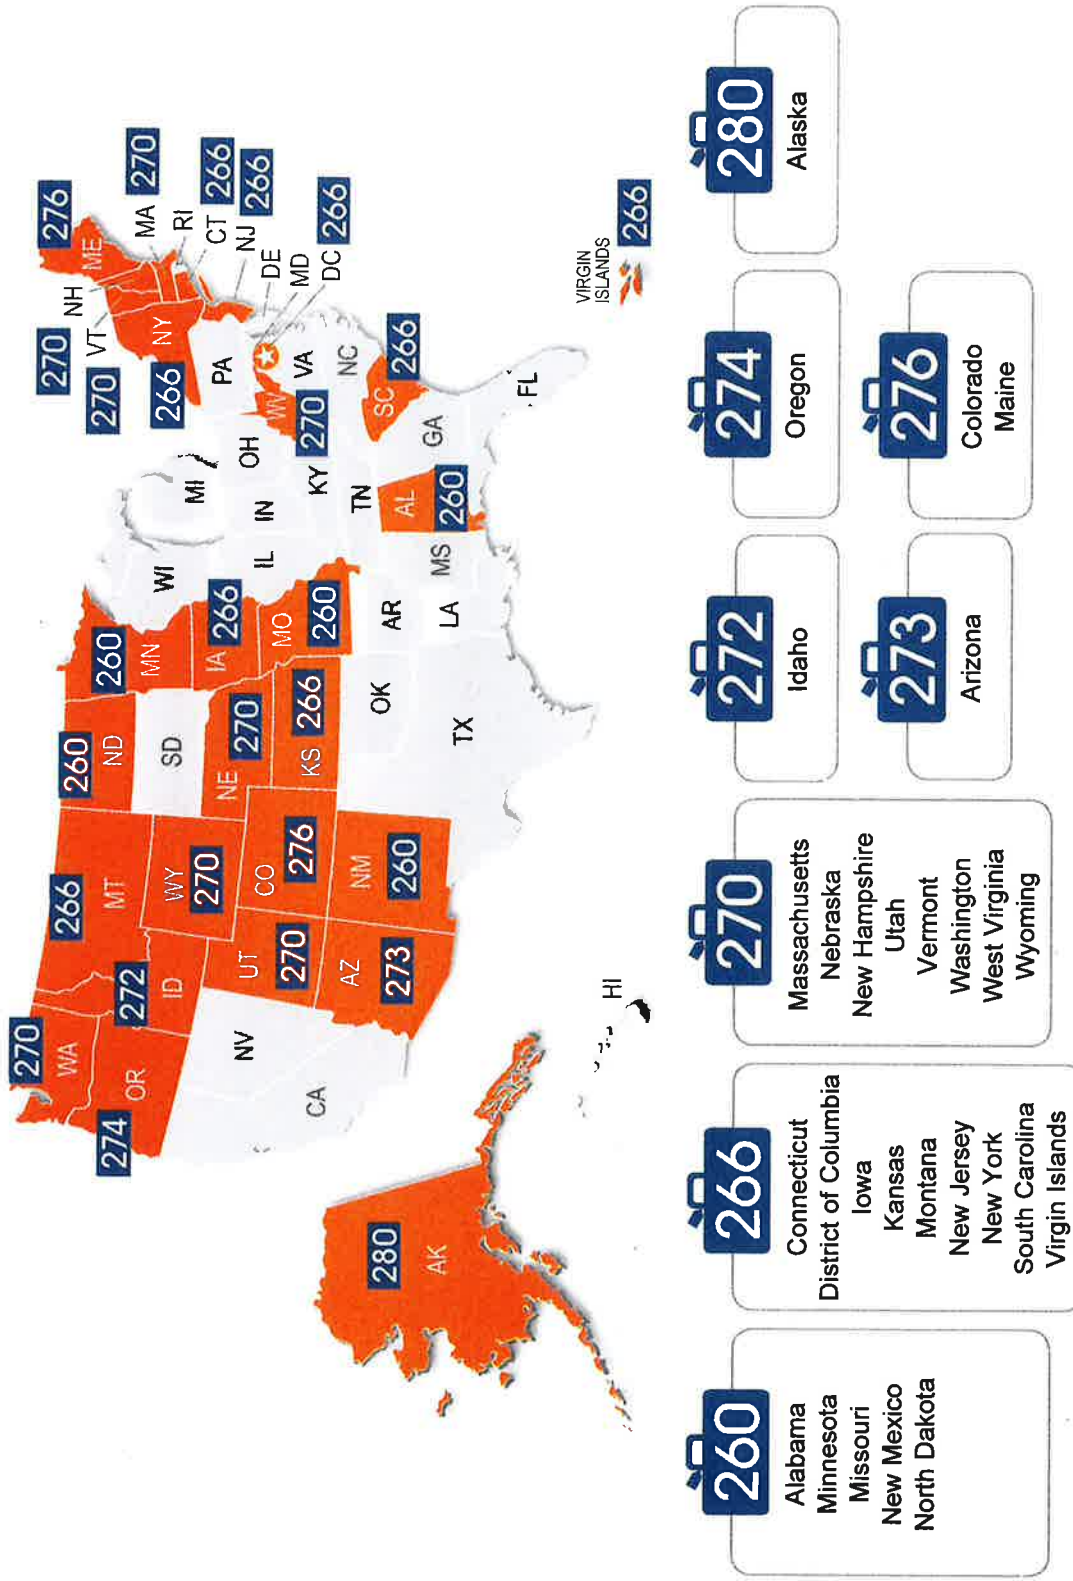 270
WA
274
OR
272
ID
266
MT
260
ND
260
MN
SD
WY
270
NE
270
IA
266
WI
MI
NV
CA
UT
270
CO
276
KS
266
MO
260
IL
IN
OH
AZ
273
NM
260
OK
AR
TN
KY
TX
LA
MS
AL
260
GA
FL
SC
266
NC
VA
WV
270
PA
266
NY
270
VT
270
NH
ME
276
MA
270
RI
CT
266
NJ
266
DE
MD
DC
266
280
AK
HI
VIRGIN
ISLANDS
266
260
Alabama
Minnesota
Missouri
New Mexico
North Dakota
266
Connecticut
District of Columbia
Iowa
Kansas
Montana
New Jersey
New York
South Carolina
Virgin Islands
270
Massachusetts
Nebraska
New Hampshire
Utah
Vermont
Washington
West Virginia
Wyoming
272
Idaho
273
Arizona
274
Oregon
276
Colorado
Maine
280
Alaska